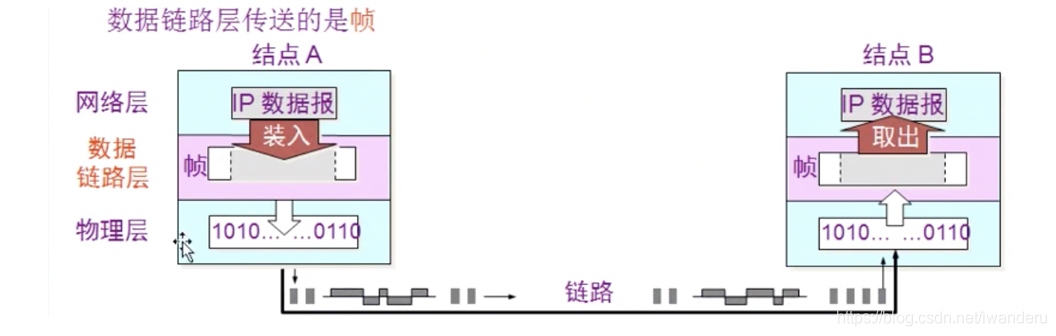 数据链路层传送的是帧
结点 A
结点 B
网络层
IP 数据报
IP 数据报
装入
取出
数据
链路层
帧
帧
物理层
1010… …0110
1010… …0110
链路
https://blog.csdn.net/iwanderu